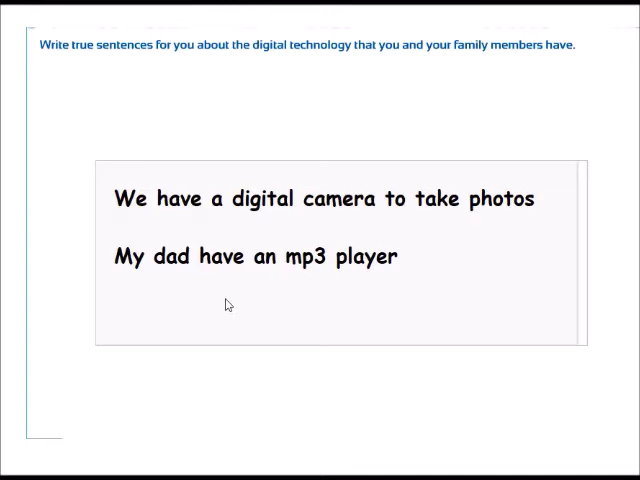 Write true sentences for you about the digital technology that you and your family members have.
We have a digital camera to take photos
My dad have an mp3 player